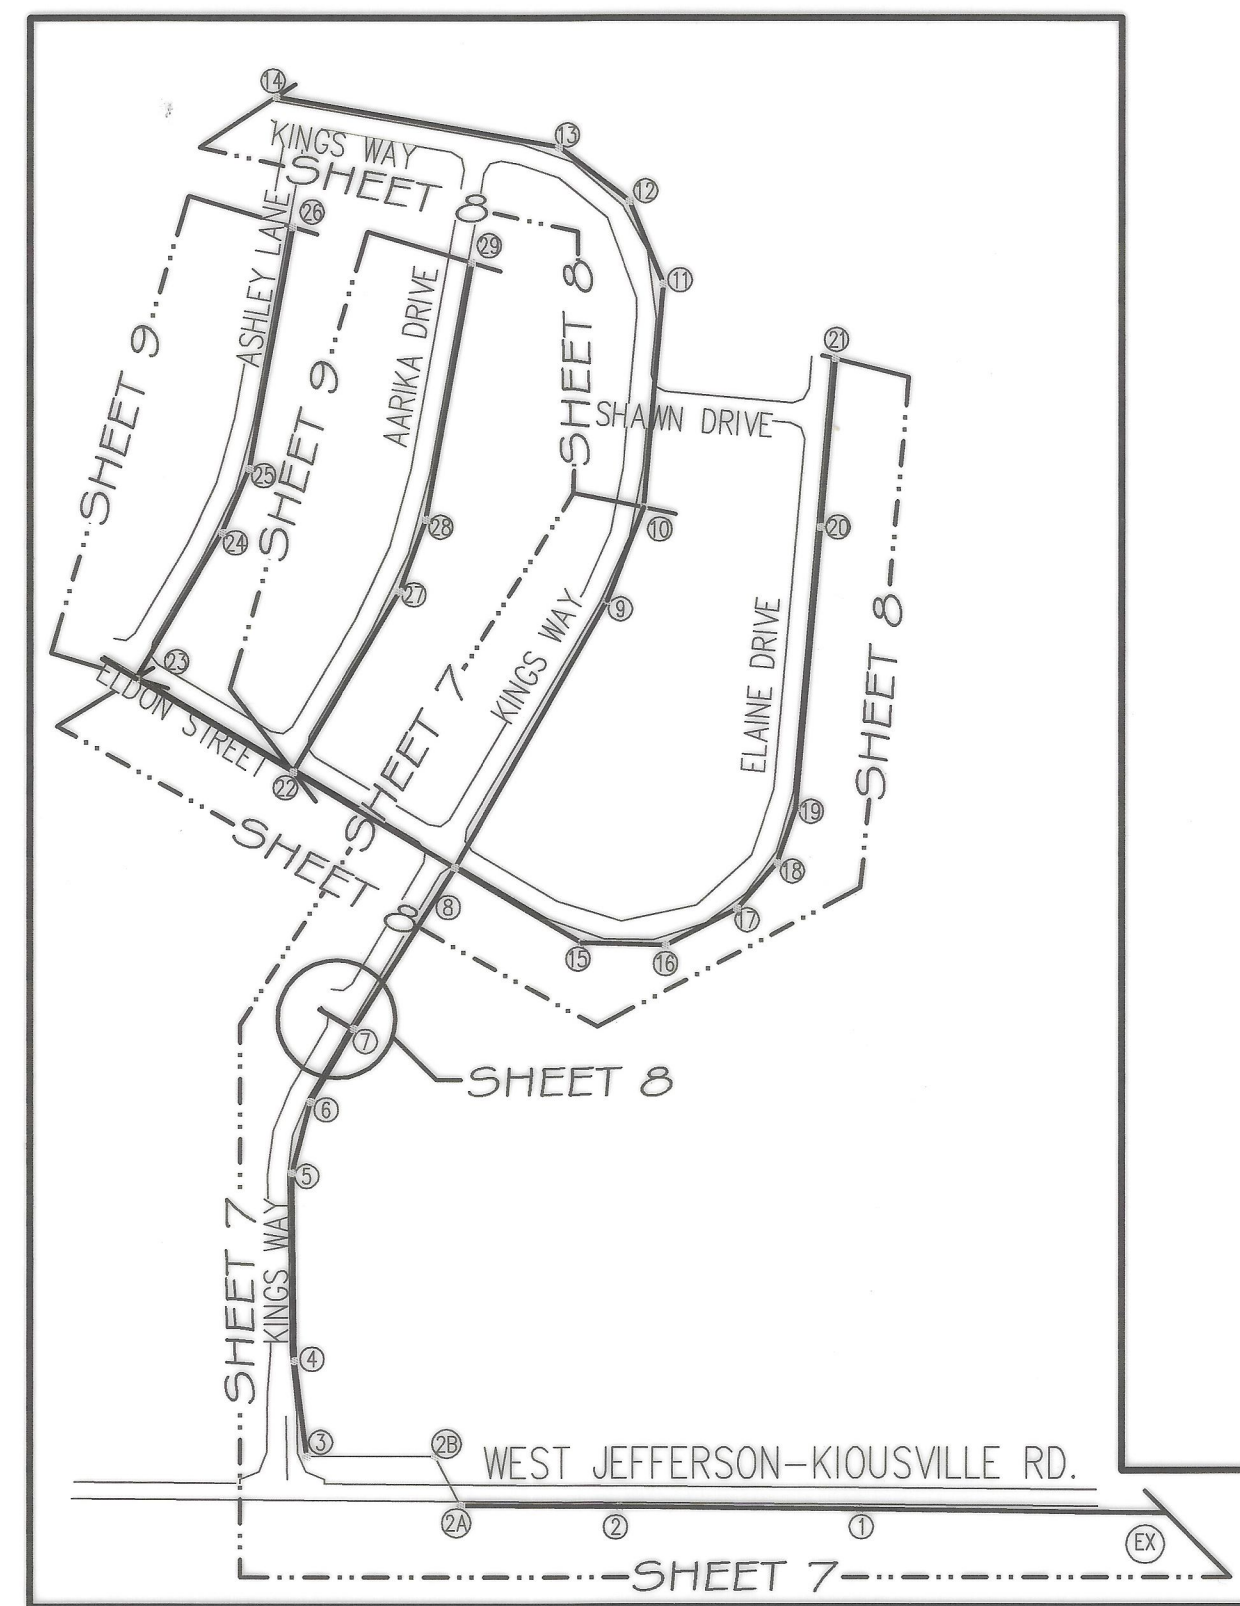 14
KINGS WAY
13
SHEET 8
12
26
ASHLEY LANE
29
11
SHEET 9
AARIKA DRIVE
SHEET 8
SHEET 9
21
SHAWN DRIVE
25
24
28
10
20
27
9
KINGS WAY
SHEET 7
ELAINE DRIVE
SHEET 8
23
ELDON STREET
22
19
18
SHEET 8
8
17
15
16
7
SHEET 8
6
5
SHEET 7
KINGS WAY
4
3
2B
WEST JEFFERSON-KIOUSVILLE RD.
2A
2
1
EX
SHEET 7